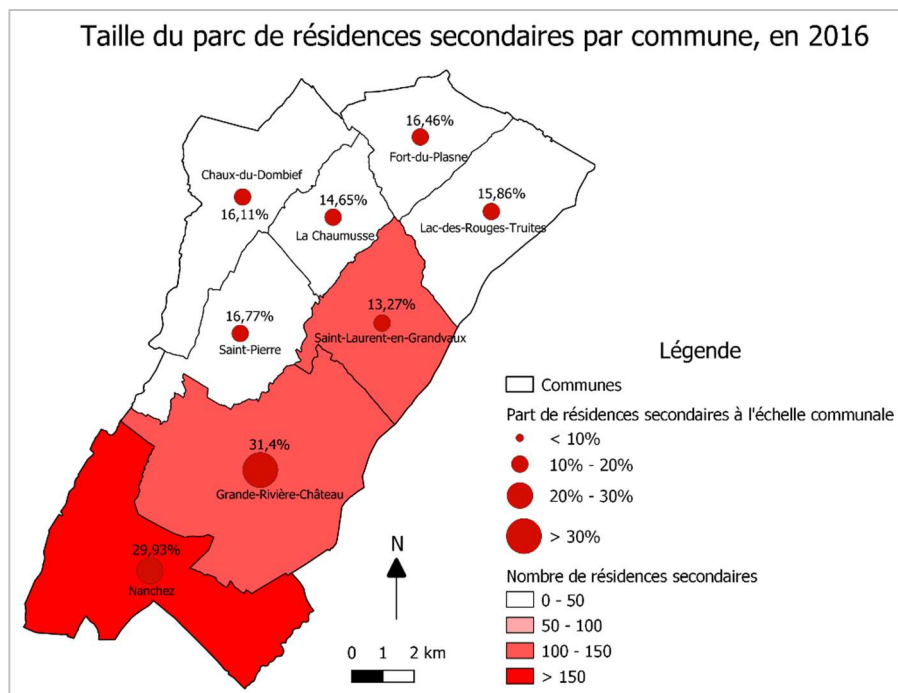 Taille du parc de résidences secondaires par commune, en 2016
16,46%
Fort-du-Plasne
Chaux-du-Dombief
16,11%
14,65%
La Chaumusse
15,86%
Lac-des-Rouges-Truites
16,77%
Saint-Pierre
13,27%
Saint-Laurent-en-Grandvaux
31,4%
Grande-Rivière-Château
29,93%
Nanchez
N
0 1 2 km
Légende
Communes
Part de résidences secondaires à l'échelle communale
< 10%
10% - 20%
20% - 30%
> 30%
Nombre de résidences secondaires
0 - 50
50 - 100
100 - 150
> 150